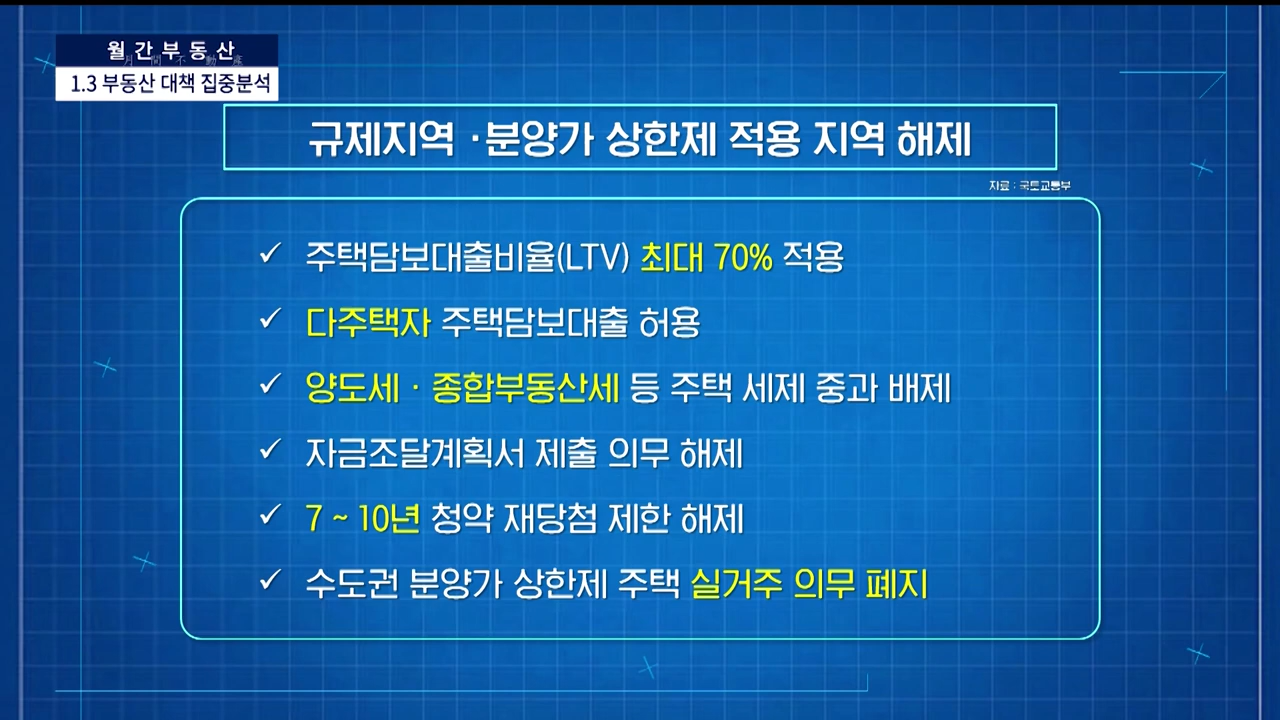 월간부동산
月間不動産
1.3 부동산 대책 집중분석
규제지역 ·분양가 상한제 적용 지역 해제
자료 : 국토교통부
✓ 주택담보대출비율(LTV) 최대 70% 적용
✓ 다주택자 주택담보대출 허용
✓ 양도세 · 종합부동산세 등 주택 세제 중과 배제
✓ 자금조달계획서 제출 의무 해제
✓ 7 ~ 10년 청약 재당첨 제한 해제
✓ 수도권 분양가 상한제 주택 실거주 의무 폐지